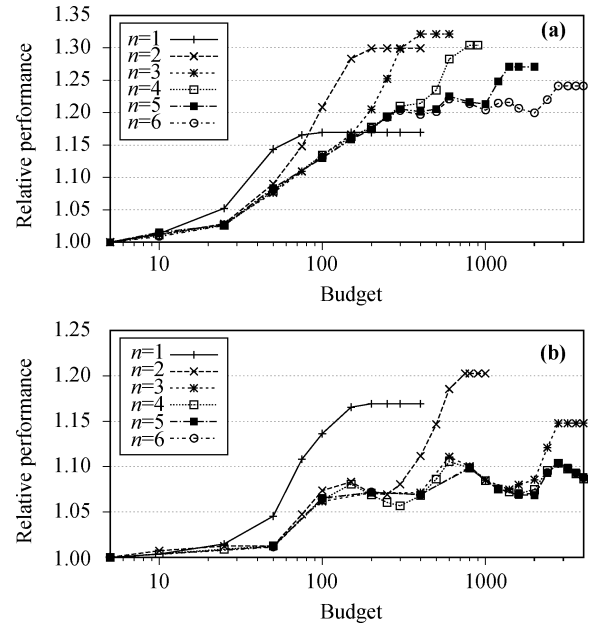 1.35
(a)
n=1
n=2
n=3
n=4
n=5
n=6
1.30
1.25
1.20
1.15
1.10
1.05
1.00
Relative performance
10
100
1000
Budget
1.25
(b)
n=1
n=2
n=3
n=4
n=5
n=6
1.20
1.15
1.10
1.05
1.00
Relative performance
10
100
1000
Budget